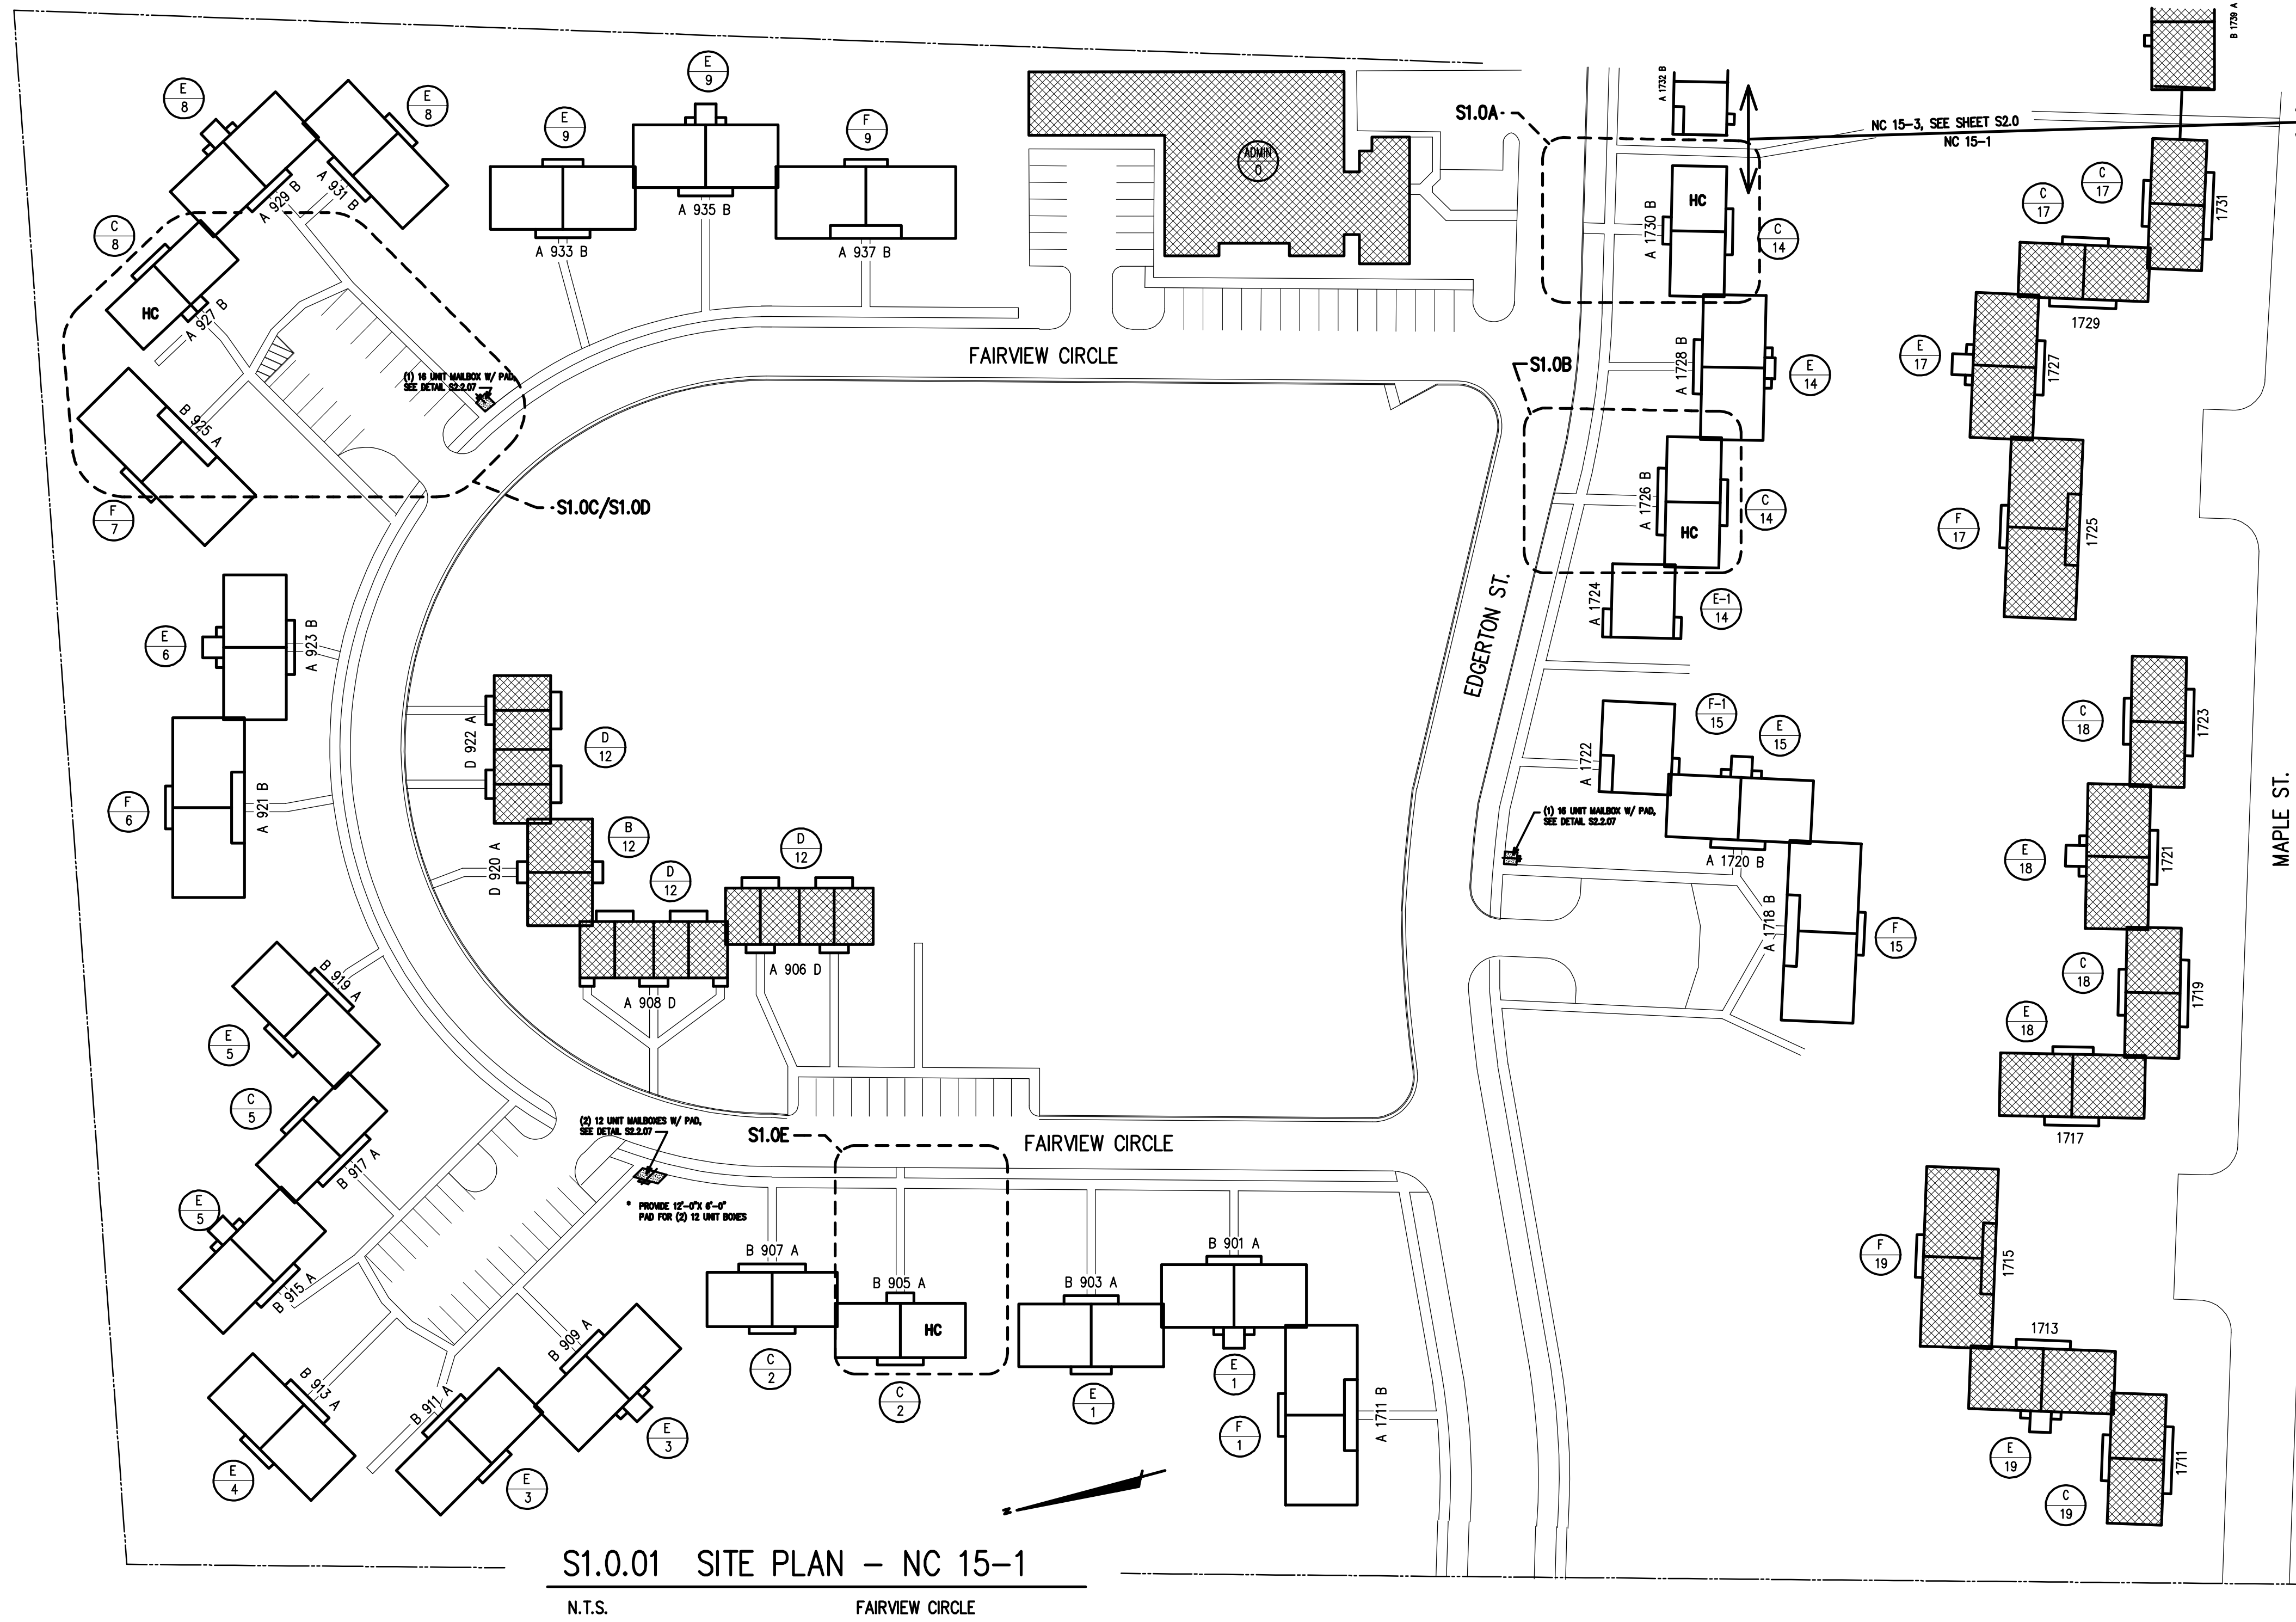 B 1739 A
E
8
E
8
E
9
E
9
F
9
ADMIN
0
S1.0A
A 1732 B
NC 15-3, SEE SHEET S2.0
NC 15-1
C
17
C
17
1731
A 929 B
A 931 B
A 933 B
A 935 B
A 937 B
HC
A 1730 B
C
14
C
8
HC
A 927 B
1729
FAIRVIEW CIRCLE
S1.0B
A 1728 B
E
14
E
17
1727
(1) 16 UNIT MAILBOX W/ PAD,
SEE DETAIL S2.2.07
B 925 A
F
7
S1.0C/S1.0D
A 1726 B
HC
C
14
F
17
1725
EDGERTON ST.
A 1724
E-1
14
E
6
A 923 B
D 922 A
D
12
A 1722
F-1
15
E
15
C
18
1723
MAPLE ST.
F
6
A 921 B
D 920 A
B
12
D
12
D
12
(1) 16 UNIT MAILBOX W/ PAD,
SEE DETAIL S2.2.07
A 1720 B
E
18
1721
A 1718 B
F
15
A 906 D
A 908 D
B 919 A
E
5
C
18
1719
E
18
1717
C
5
B 917 A
(2) 12 UNIT MAILBOXES W/ PAD,
SEE DETAIL S2.2.07
S1.0E
FAIRVIEW CIRCLE
* PROVIDE 12'-0"X 6'-0"
PAD FOR (2) 12 UNIT BOXES
E
5
B 915 A
B 907 A
B 905 A
HC
B 903 A
B 901 A
F
19
1715
C
2
C
2
E
1
E
1
F
1
A 1711 B
B 909 A
B 911 A
B 913 A
E
4
E
3
E
3
1713
E
19
C
19
1711
N
S1.0.01 SITE PLAN - NC 15-1
N.T.S. FAIRVIEW CIRCLE